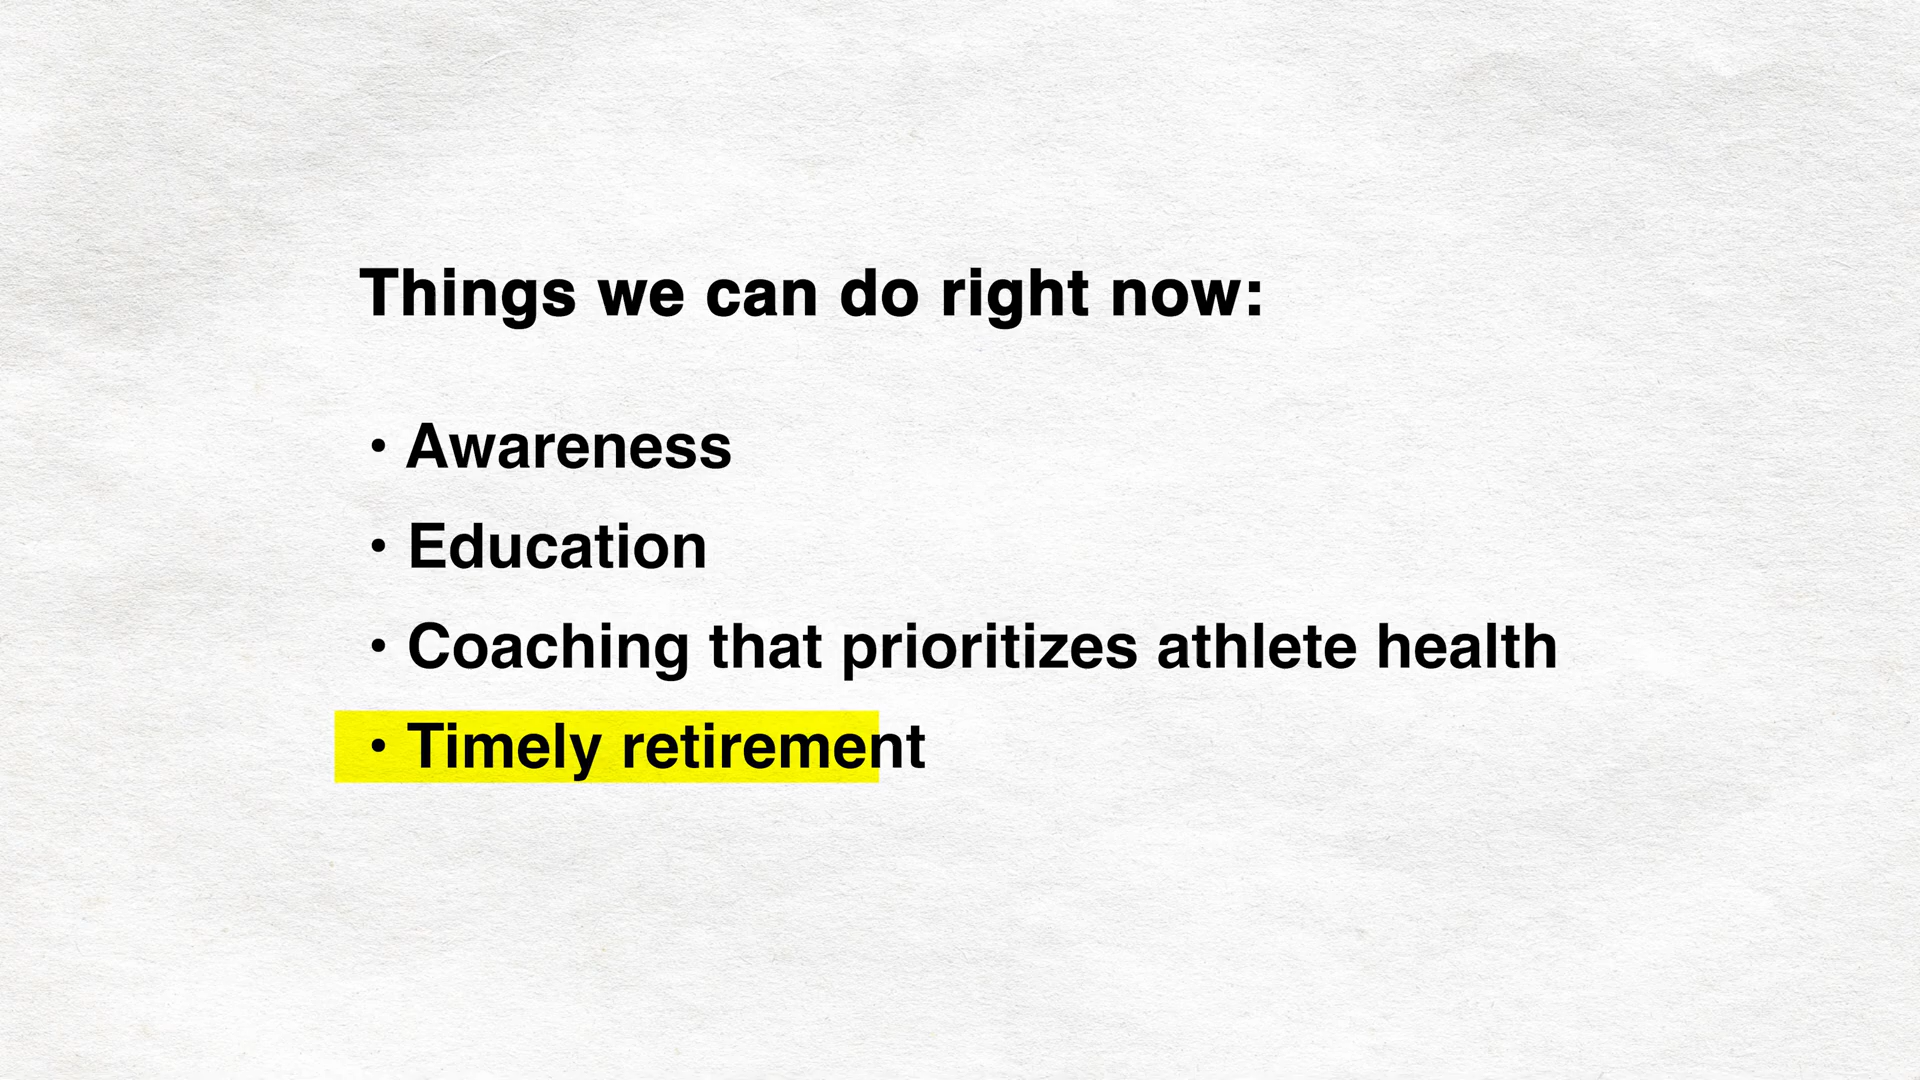 Things we can do right now:
• Awareness
• Education
• Coaching that prioritizes athlete health
• Timely retirement